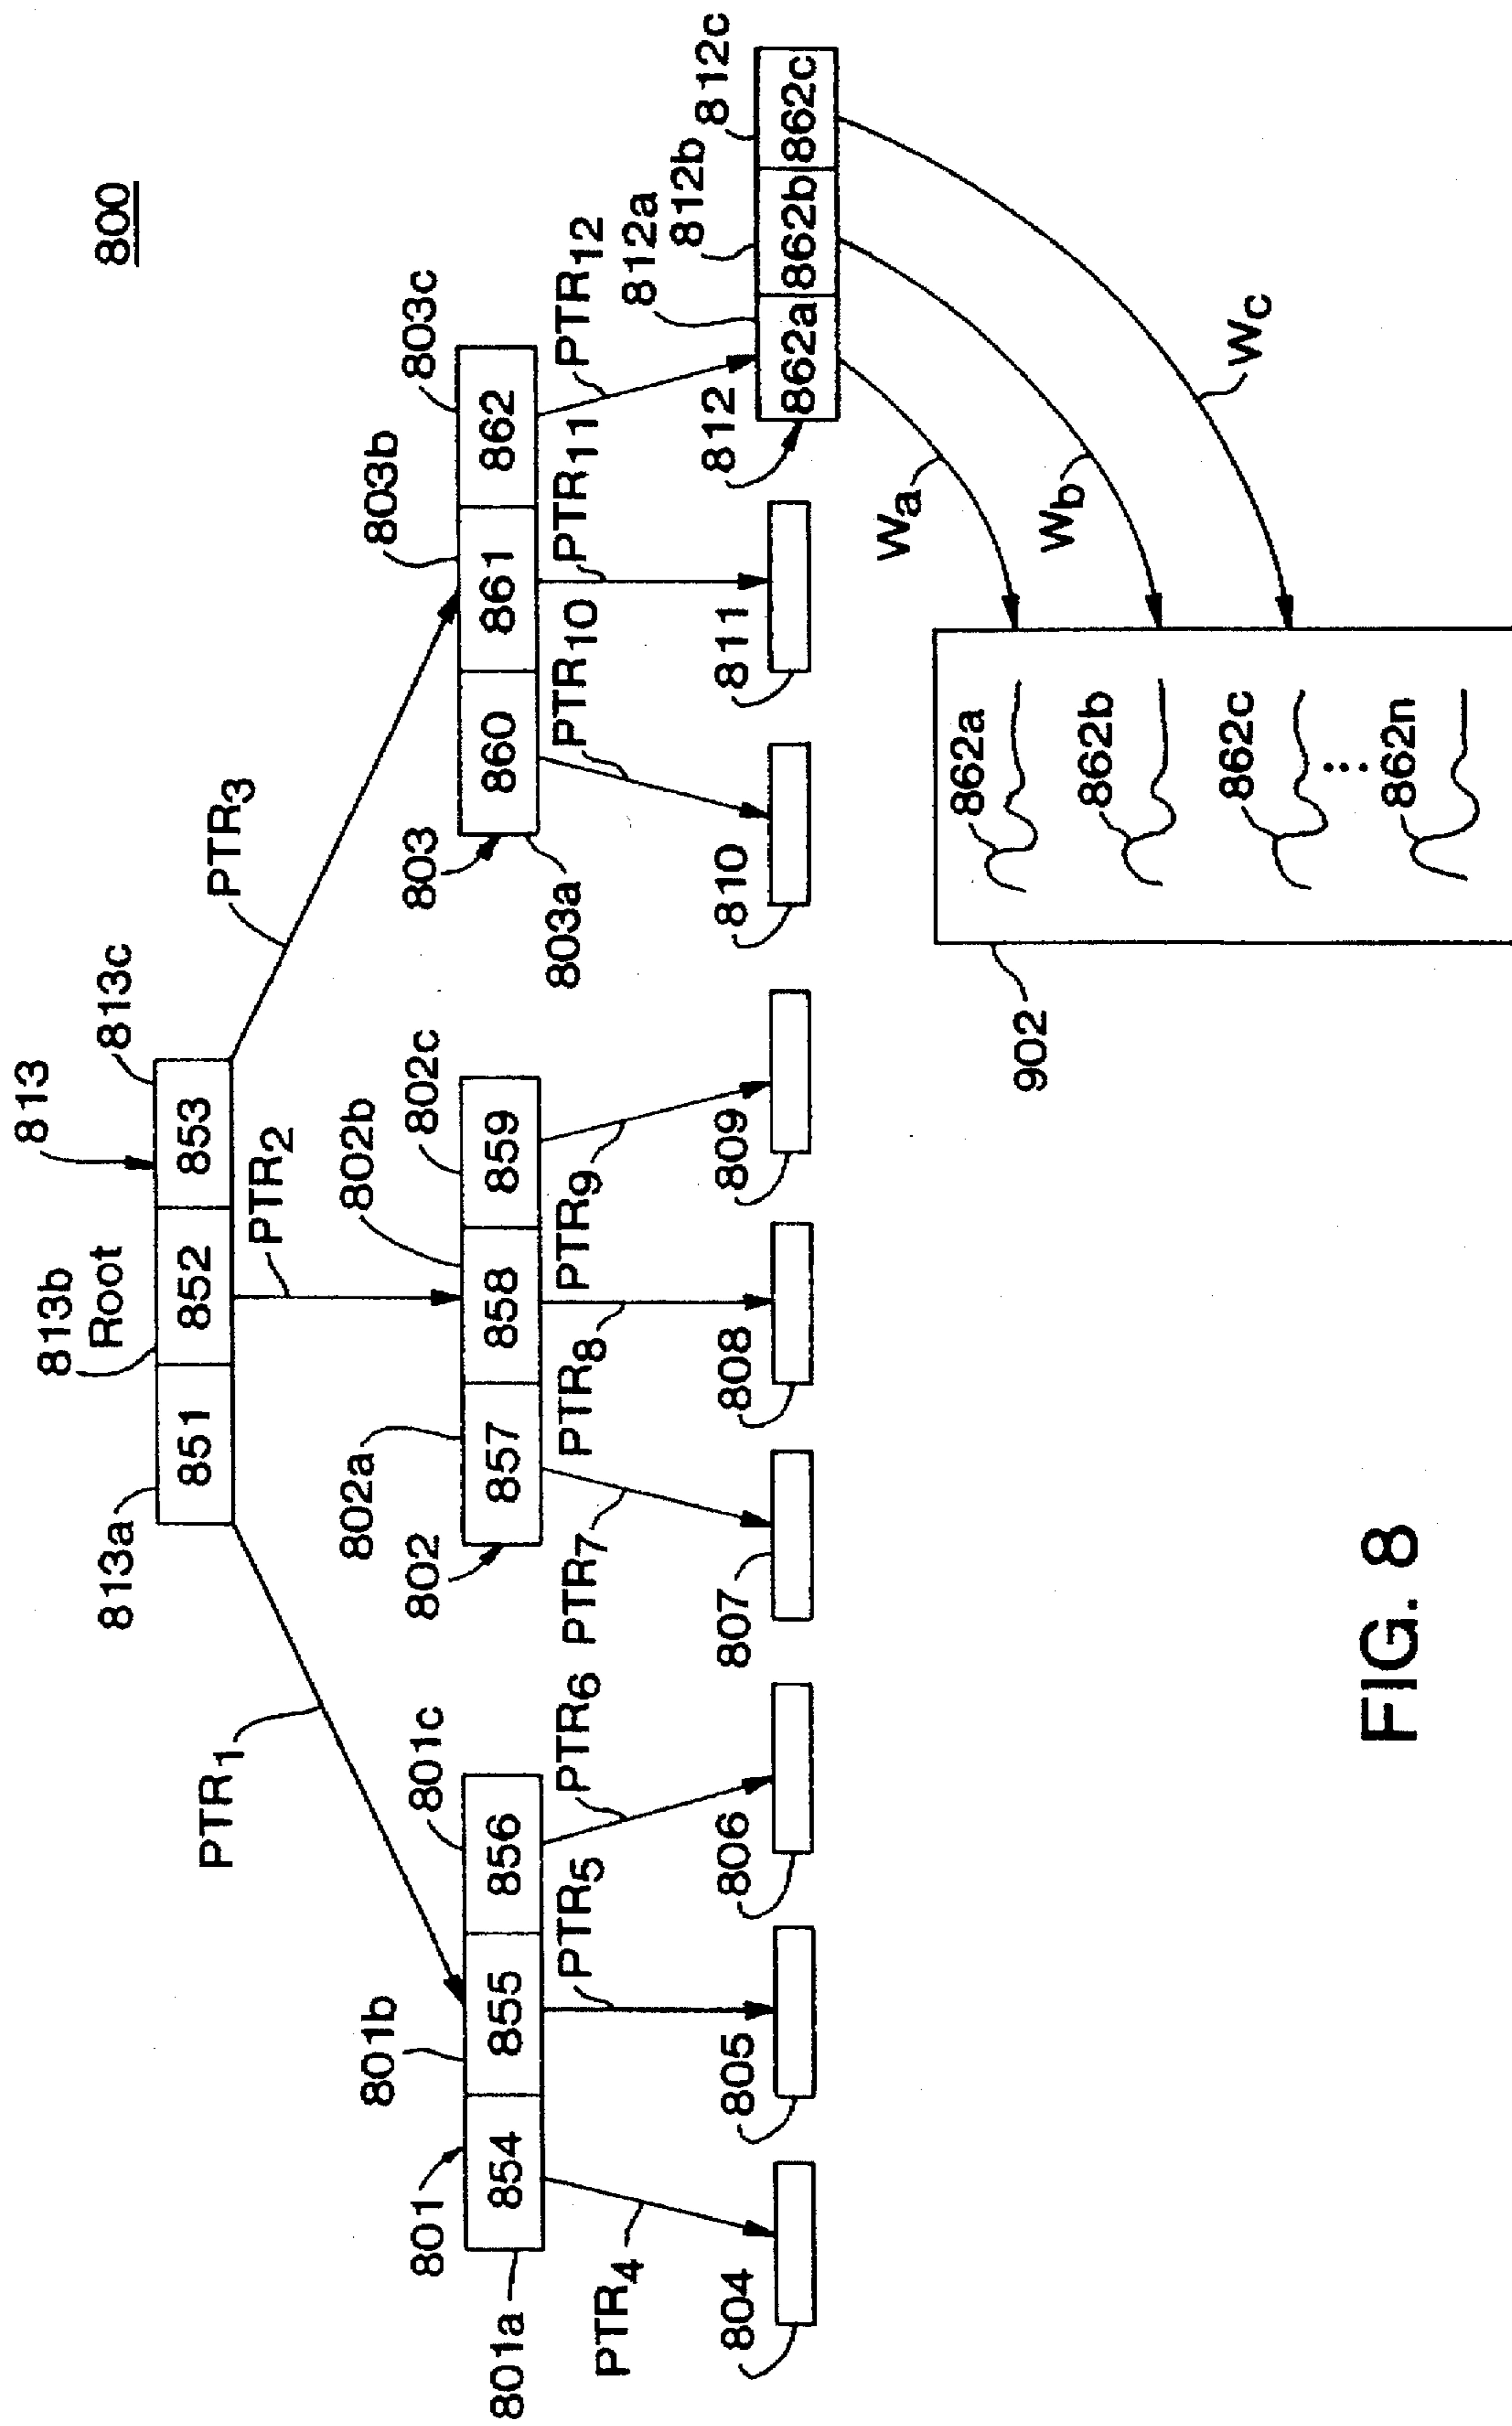 800
813
813a
813b
Root
813c
851 852 853
PTR1
PTR2
PTR3
801
801a
801b
801c
854 855 856
802
802a
802b
802c
857 858 859
803
803a
803b
803c
860 861 862
PTR4
PTR5
PTR6
PTR7
PTR8
PTR9
PTR10
PTR11
PTR12
804
805
806
807
808
809
810
811
812
812a
812b
812c
862a 862b 862c
Wa
Wb
Wc
902
862a
862b
862c
862n
FIG. 8